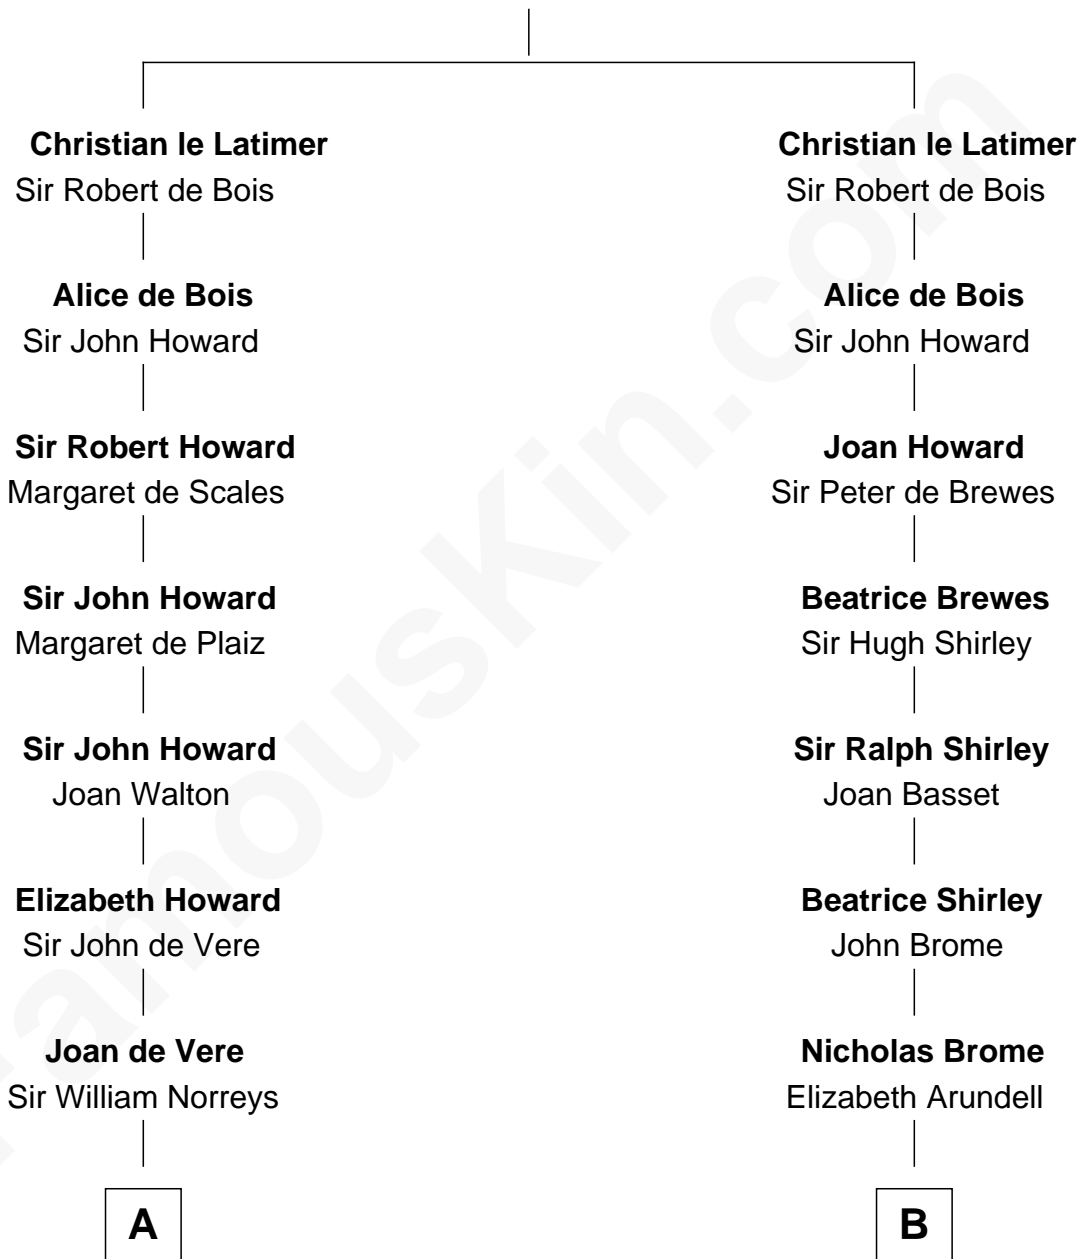 Christian le Latimer
Sir Robert de Bois
Alice de Bois
Sir John Howard
Sir Robert Howard
Margaret de Scales
Sir John Howard
Margaret de Plaiz
Sir John Howard
Joan Walton
Elizabeth Howard
Sir John de Vere
Joan de Vere
Sir William Norreys
A
Christian le Latimer
Sir Robert de Bois
Alice de Bois
Sir John Howard
Joan Howard
Sir Peter de Brewes
Beatrice Brewes
Sir Hugh Shirley
Sir Ralph Shirley
Joan Basset
Beatrice Shirley
John Brome
Nicholas Brome
Elizabeth Arundell
B
FamousKin.com